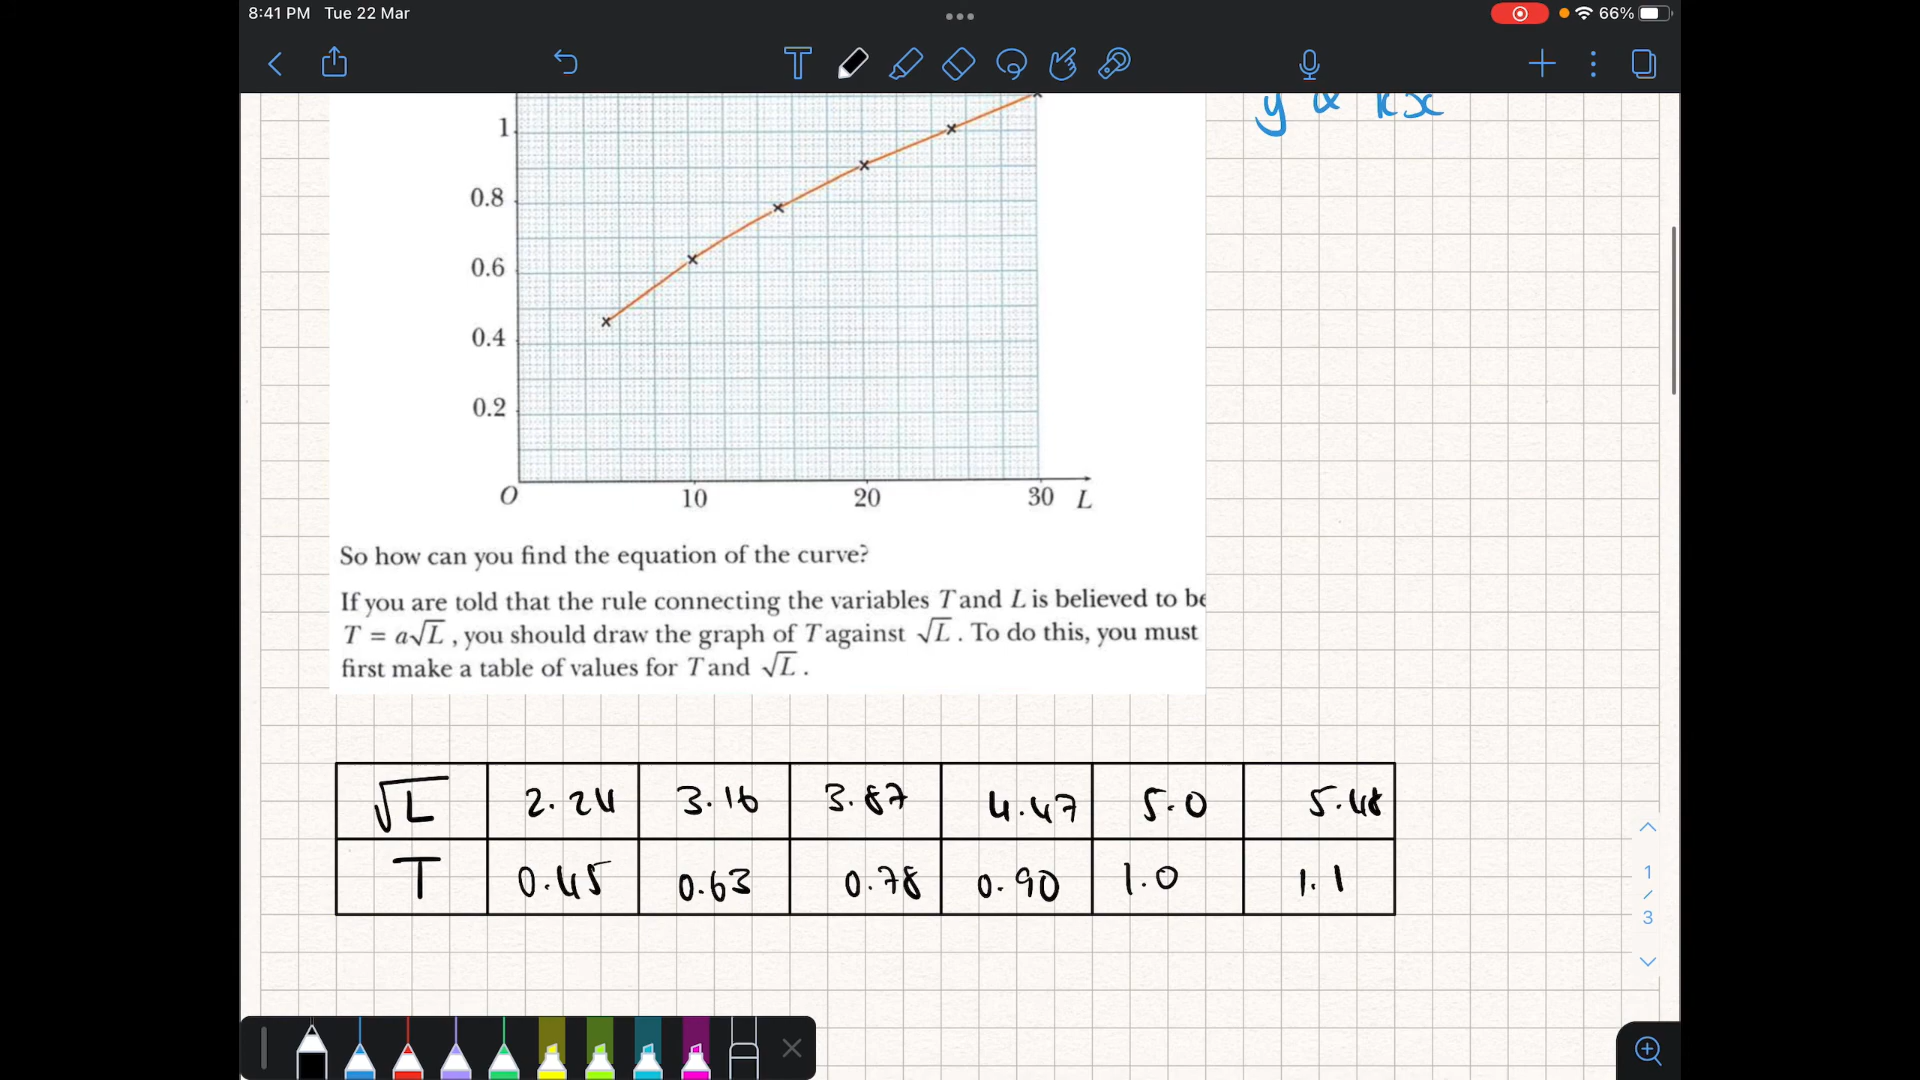 8:41 PM Tue 22 Mar
66%
T
y α kx
1
0.8
0.6
0.4
0.2
O 10 20 30 L
So how can you find the equation of the curve?
If you are told that the rule connecting the variables T and L is believed to be
T = a√L , you should draw the graph of T against √L . To do this, you must
first make a table of values for T and √L .
√L 2.24 3.16 3.87 4.47 5.0 5.48
T 0.45 0.63 0.78 0.90 1.0 1.1
1
/
3